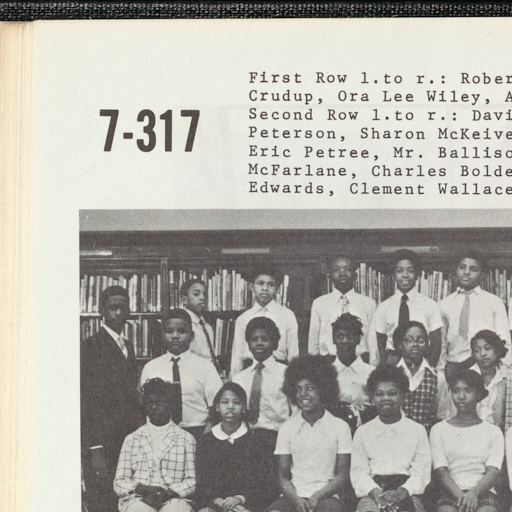 7-317
First Row l.to r.: Rober
Crudup, Ora Lee Wiley, A
Second Row l.to r.: Davi
Peterson, Sharon McKeive
Eric Petree, Mr. Ballisc
McFarlane, Charles Bolde
Edwards, Clement Wallace